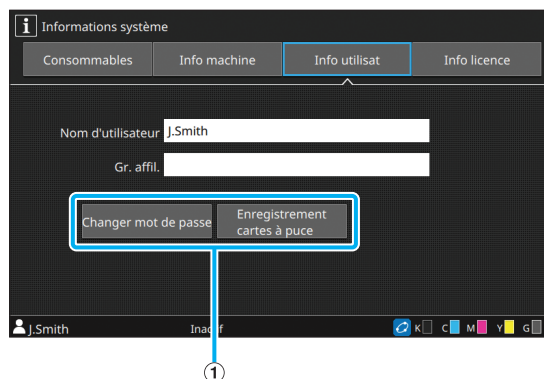 i Informations système
Consommables Info machine Info utilisat Info licence
Nom d'utilisateur J.Smith
Gr. affil.
Changer mot de passe Enregistrement
cartes à puce
J.Smith K C M Y G
1